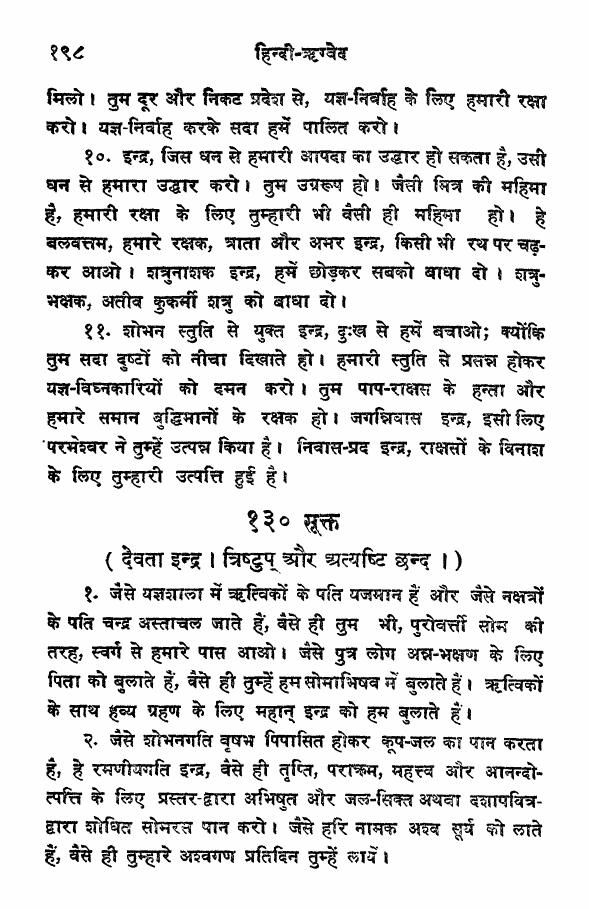 १९८
हिन्दी-ऋग्वेद
मिलो। तुम दूर और निकट प्रदेश से, यज्ञ-निर्वाह के लिए हमारी रक्षा
करो। यज्ञ-निर्वाह करके सदा हमें पालित करो।
१०. इन्द्र, जिस धन से हमारी आपदा का उद्धार हो सकता है, उसी
धन से हमारा उद्धार करो। तुम उग्ररूप हो। जैसी मित्र की महिमा
है, हमारी रक्षा के लिए तुम्हारी भी वैसी ही महिमा हो। हे
बलवत्तम, हमारे रक्षक, त्राता और अमर इन्द्र, किसी भी रथ पर चढ़-
कर आओ। शत्रुनाशक इन्द्र, हमें छोड़कर सबको बाधा दो। शत्रु-
भक्षक, अतीव कुकर्मी शत्रु को बाधा दो।
११. शोभन स्तुति से युक्त इन्द्र, दुःख से हमें बचाओ; क्योंकि
तुम सदा दुष्टों को नीचा दिखाते हो। हमारी स्तुति से प्रसन्न होकर
यज्ञ-विघ्नकारियों को दमन करो। तुम पाप-राक्षस के हन्ता और
हमारे समान बुद्धिमानों के रक्षक हो। जगन्निवास इन्द्र, इसी लिए
परमेश्वर ने तुम्हें उत्पन्न किया है। निवास-प्रद इन्द्र, राक्षसों के विनाश
के लिए तुम्हारी उत्पत्ति हुई है।
१३० सूक्त
(देवता इन्द्र। त्रिष्टुप् और अत्यष्टि छन्द।)
१. जैसे यज्ञशाला में ऋत्विकों के पति यजमान हैं और जैसे नक्षत्रों
के पति चन्द्र अस्ताचल जाते हैं, वैसे ही तुम भी, पुरोवर्त्ती सोम की
तरह, स्वर्ग से हमारे पास आओ। जैसे पुत्र लोग अन्न-भक्षण के लिए
पिता को बुलाते हैं, वैसे ही तुम्हें हम सोमाभिषव में बुलाते हैं। ऋत्विकों
के साथ हव्य ग्रहण के लिए महान् इन्द्र को हम बुलाते हैं।
२. जैसे शोभनगति वृषभ पिपासित होकर कूप-जल का पान करता
है, हे रमणीयगति इन्द्र, वैसे ही तृप्ति, पराक्रम, महत्त्व और आनन्दो-
त्पत्ति के लिए प्रस्तर-द्वारा अभिषुत और जल-सिक्त अथवा दशापवित्र-
द्वारा शोधित सोमरस पान करो। जैसे हरि नामक अश्व सूर्य को लाते
हैं, वैसे ही तुम्हारे अश्वगण प्रतिदिन तुम्हें लायें।